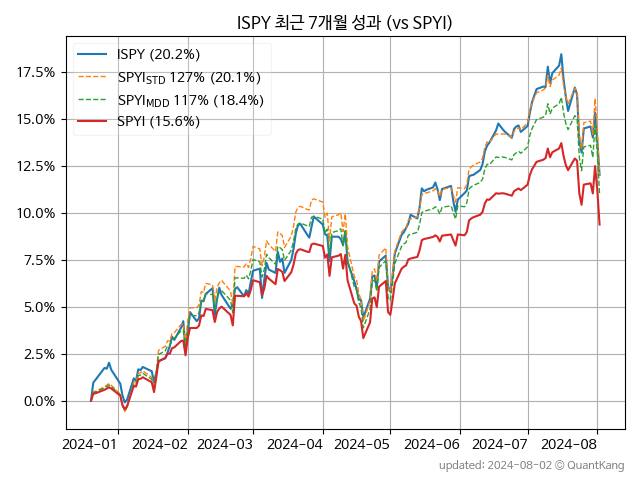 ISPY 최근 7개월 성과 (vs SPYI)
ISPY (20.2%)
SPYI_STD 127% (20.1%)
SPYI_MDD 117% (18.4%)
SPYI (15.6%)
17.5%
15.0%
12.5%
10.0%
7.5%
5.0%
2.5%
0.0%
2024-01 2024-02 2024-03 2024-04 2024-05 2024-06 2024-07 2024-08
updated: 2024-08-02 © QuantKang